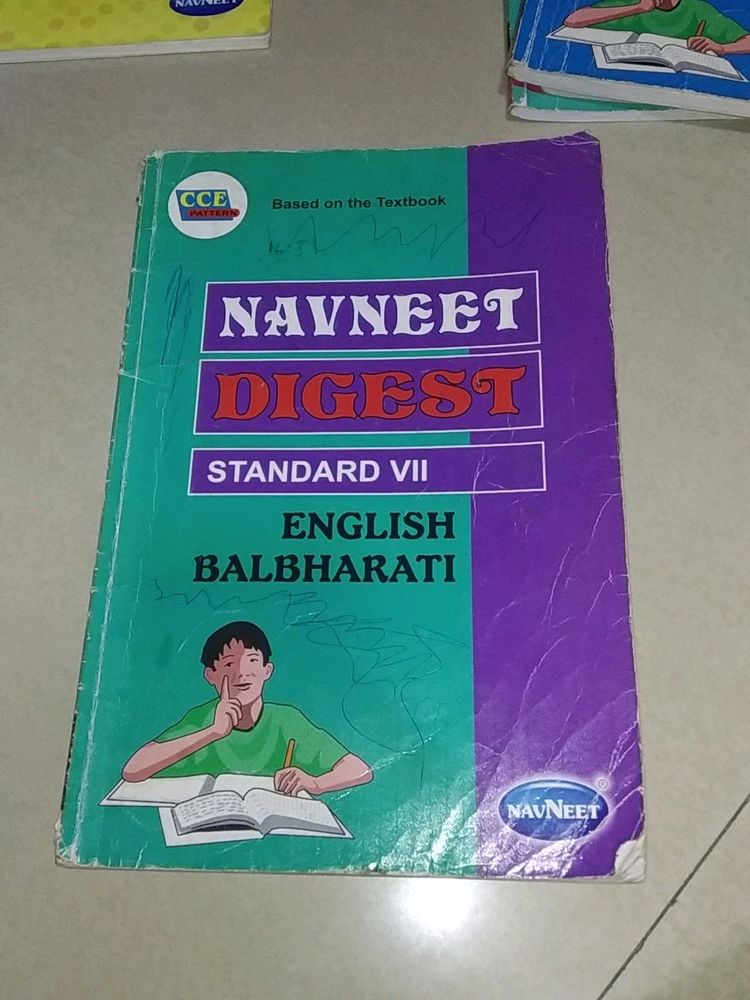 NAVNEET
CCE
PATTERN
Based on the Textbook
NAVNEET
DIGEST
STANDARD VII
ENGLISH
BALBHARATI
NAVNEET
®